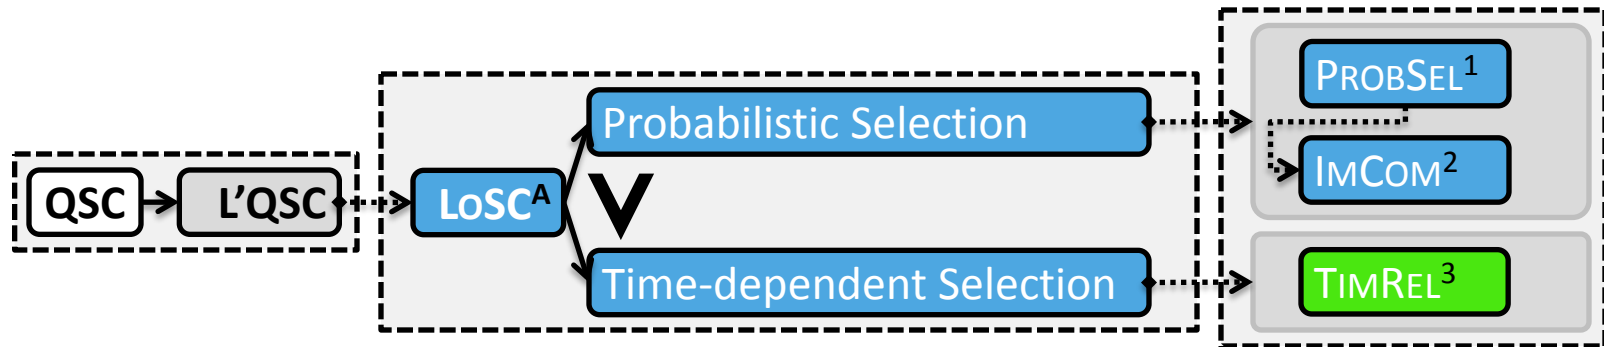 QSC
L'QSC
LoSC^A
Probabilistic Selection
V
Time-dependent Selection
ProbSel^1
ImCom^2
TimRel^3